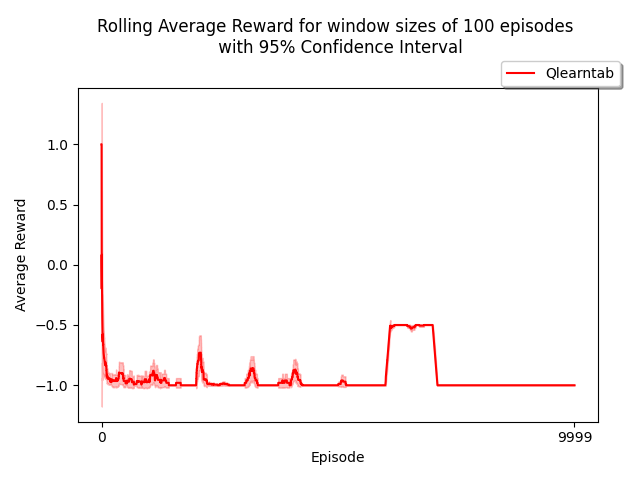 Rolling Average Reward for window sizes of 100 episodes
with 95% Confidence Interval
Qlearntab
1.0
0.5
0.0
−0.5
−1.0
Average Reward
0
9999
Episode